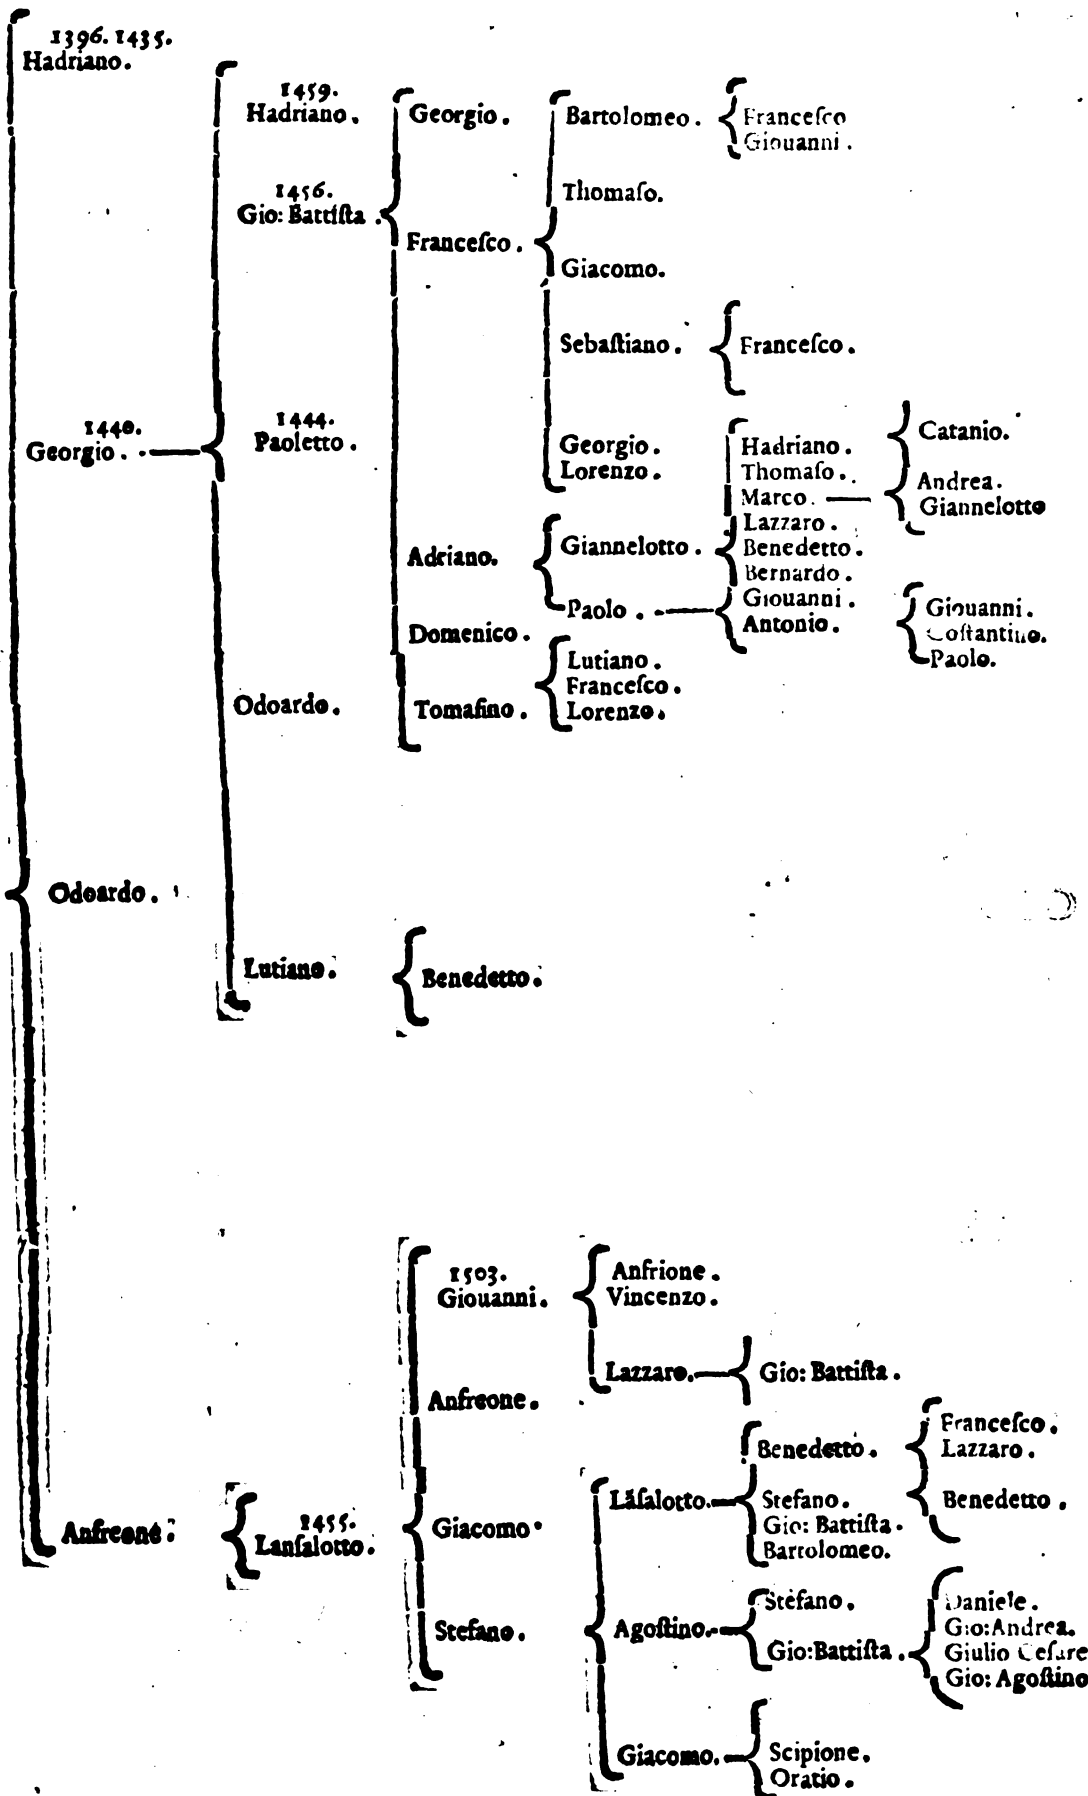 1396. 1435.
Hadriano.
1440.
Georgio.
Odoardo.
Anfreone.
1459.
Hadriano.
1456.
Gio: Battiſta.
1444.
Paoletto.
Odoardo.
Lutiano.
1455.
Lanſalotto.
Georgio.
Franceſco.
Adriano.
Domenico.
Tomaſino.
Benedetto.
1503.
Giouanni.
Anfreone.
Giacomo.
Stefano.
Bartolomeo.
Thomaſo.
Giacomo.
Sebaſtiano.
Georgio.
Lorenzo.
Giannelotto.
Paolo.
Lutiano.
Franceſco.
Lorenzo.
Anfrione.
Vincenzo.
Lazzaro.
Lãſalotto.
Agoſtino.
Giacomo.
Franceſco
Giouanni.
Franceſco.
Hadriano.
Thomaſo.
Marco.
Lazzaro.
Benedetto.
Bernardo.
Giouanni.
Antonio.
Gio: Battiſta.
Benedetto.
Stefano.
Gio: Battiſta.
Bartolomeo.
Stefano.
Gio:Battiſta.
Scipione.
Oratio.
Catanio.
Andrea.
Giannelotto
Giouanni.
Coſtantino.
Paolo.
Franceſco.
Lazzaro.
Benedetto.
Daniele.
Gio:Andrea.
Giulio Ceſare
Gio: Agoſtino